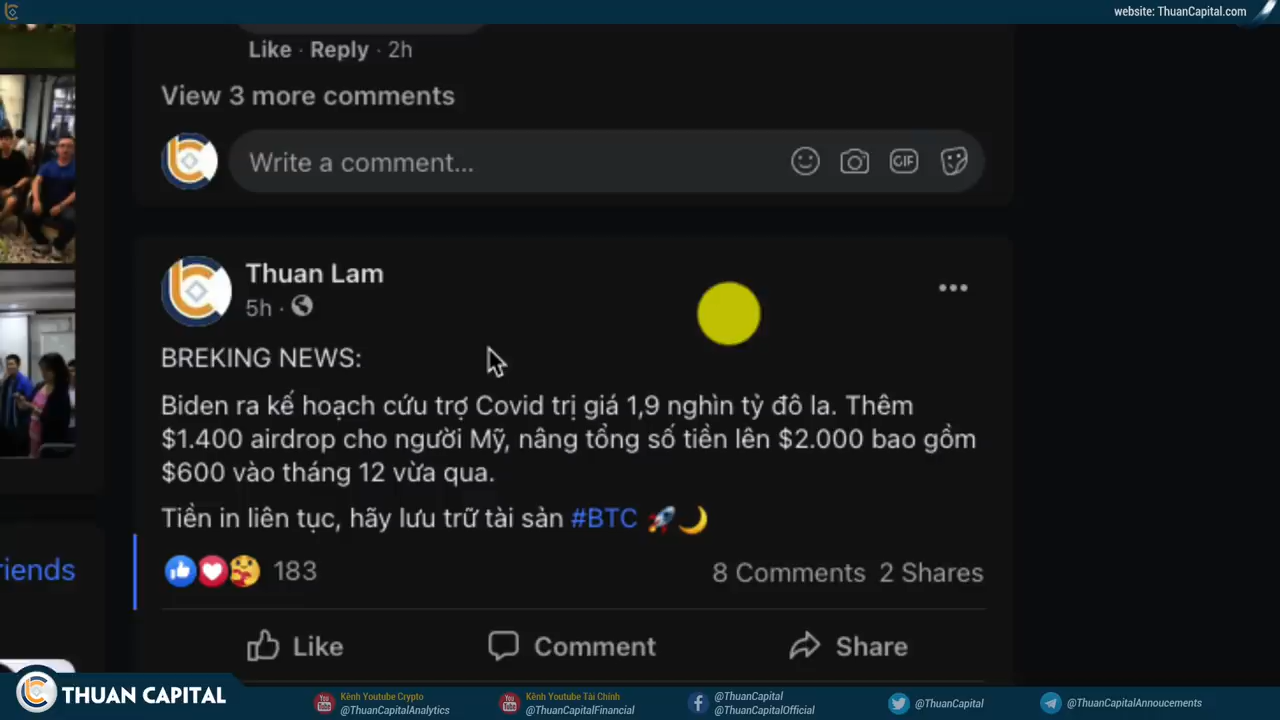 website: ThuanCapital.com
Like · Reply · 2h
View 3 more comments
Write a comment...
GIF
Thuan Lam
5h ·
BREKING NEWS:
Biden ra kế hoạch cứu trợ Covid trị giá 1,9 nghìn tỷ đô la. Thêm
$1.400 airdrop cho người Mỹ, nâng tổng số tiền lên $2.000 bao gồm
$600 vào tháng 12 vừa qua.
Tiền in liên tục, hãy lưu trữ tài sản #BTC 🚀🌙
riends
183
8 Comments 2 Shares
Like
Comment
Share
THUAN CAPITAL
You Tube
Kênh Youtube Crypto
@ThuanCapitalAnalytics
You Tube
Kênh Youtube Tài Chính
@ThuanCapitalFinancial
@ThuanCapital
@ThuanCapitalOfficial
@ThuanCapital
@ThuanCapitalAnnoucements